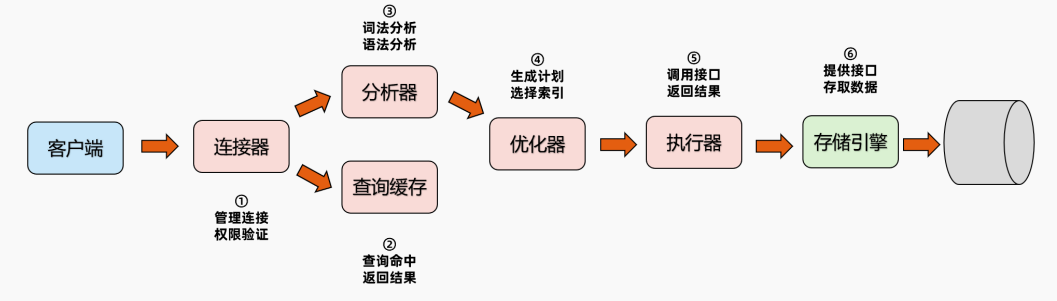 客户端
连接器
①
管理连接
权限验证
查询缓存
②
查询命中
返回结果
③
词法分析
语法分析
分析器
④
生成计划
选择索引
优化器
⑤
调用接口
返回结果
执行器
⑥
提供接口
存取数据
存储引擎